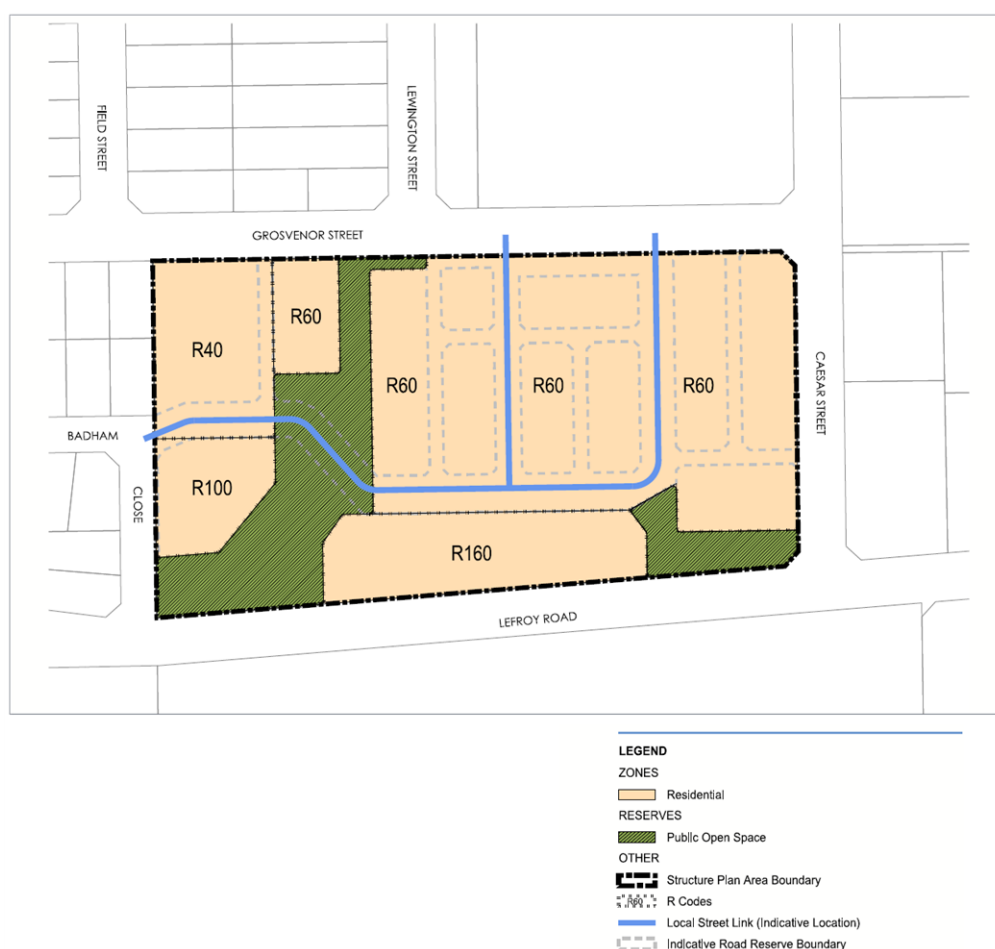 FIELD STREET
LEWINGTON STREET
GROSVENOR STREET
R60
R40
R60
R60
R60
CAESAR STREET
BADHAM
CLOSE
R100
R160
LEFROY ROAD
LEGEND
ZONES
Residential
RESERVES
Public Open Space
OTHER
Structure Plan Area Boundary
R60 R Codes
Local Street Link (Indicative Location)
Indicative Road Reserve Boundary